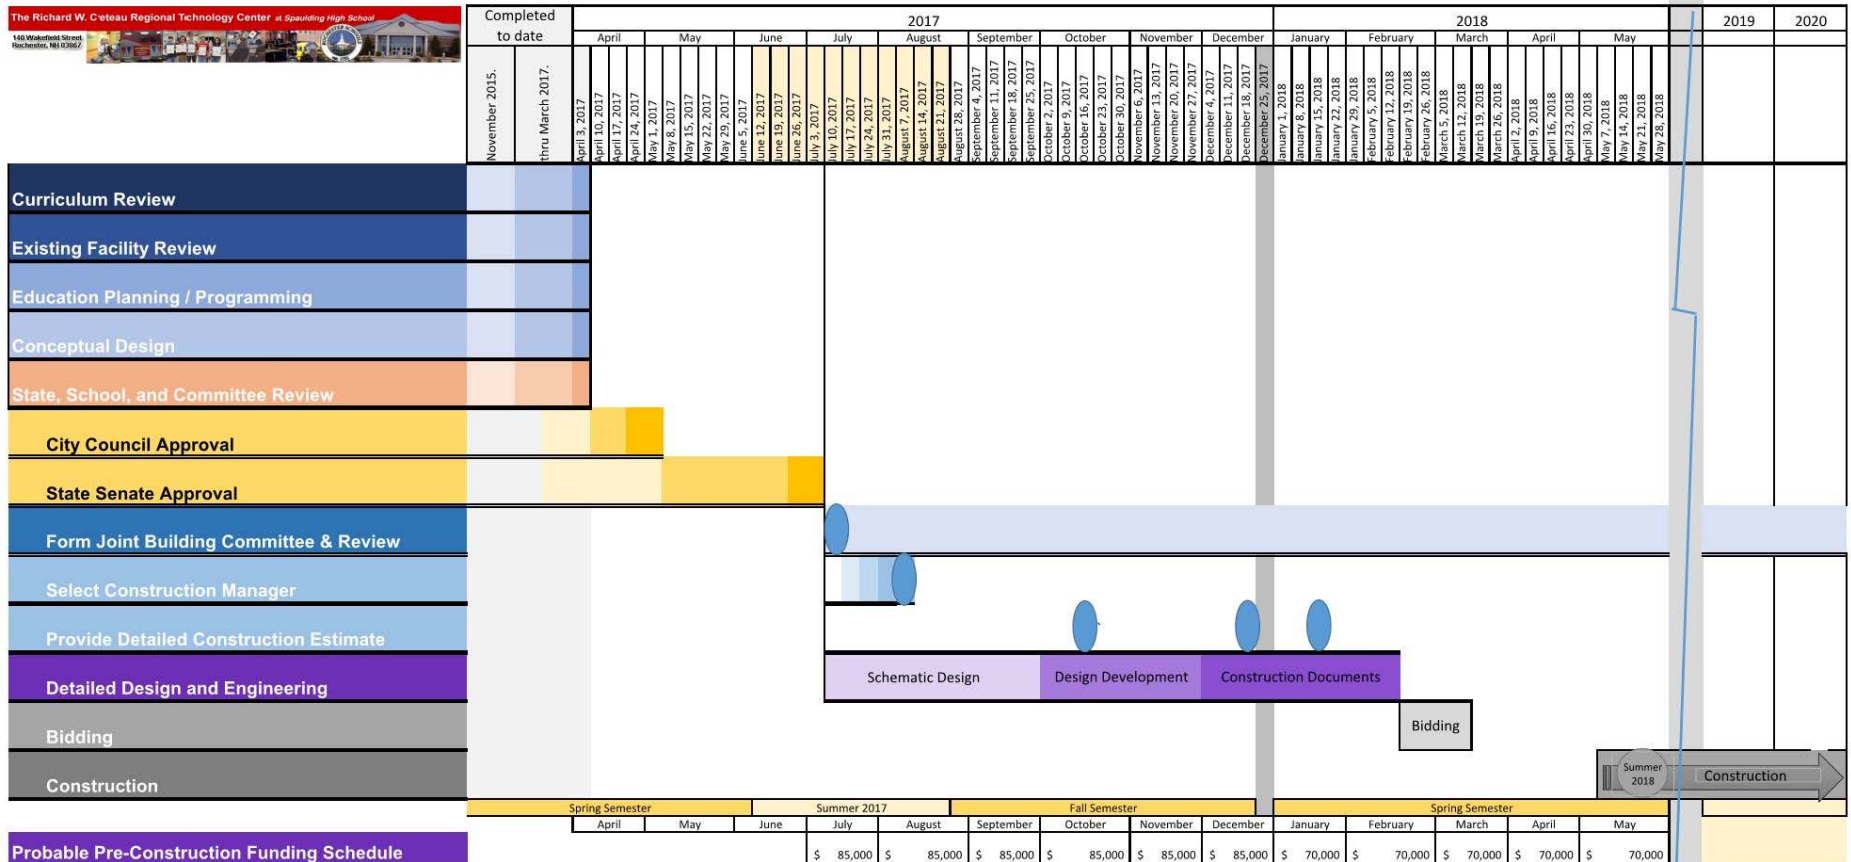 The Richard W. Creteau Regional Technology Center at Spaulding High School
140 Wakefield Street
Rochester, NH 03867
Completed to date
2017
2018
2019
2020
April May June July August September October November December January February March April May
November 2015.
thru March 2017.
April 3, 2017
April 10, 2017
April 17, 2017
April 24, 2017
May 1, 2017
May 8, 2017
May 15, 2017
May 22, 2017
May 29, 2017
June 5, 2017
June 12, 2017
June 19, 2017
June 26, 2017
July 3, 2017
July 10, 2017
July 17, 2017
July 24, 2017
July 31, 2017
August 7, 2017
August 14, 2017
August 21, 2017
August 28, 2017
September 4, 2017
September 11, 2017
September 18, 2017
September 25, 2017
October 2, 2017
October 9, 2017
October 16, 2017
October 23, 2017
October 30, 2017
November 6, 2017
November 13, 2017
November 20, 2017
November 27, 2017
December 4, 2017
December 11, 2017
December 18, 2017
December 25, 2017
January 1, 2018
January 8, 2018
January 15, 2018
January 22, 2018
January 29, 2018
February 5, 2018
February 12, 2018
February 19, 2018
February 26, 2018
March 5, 2018
March 12, 2018
March 19, 2018
March 26, 2018
April 2, 2018
April 9, 2018
April 16, 2018
April 23, 2018
April 30, 2018
May 7, 2018
May 14, 2018
May 21, 2018
May 28, 2018
Curriculum Review
Existing Facility Review
Education Planning / Programming
Conceptual Design
State, School, and Committee Review
City Council Approval
State Senate Approval
Form Joint Building Committee & Review
Select Construction Manager
Provide Detailed Construction Estimate
Detailed Design and Engineering
Schematic Design
Design Development
Construction Documents
Bidding
Bidding
Construction
Summer 2018
Construction
Spring Semester
Summer 2017
Fall Semester
Spring Semester
April May June July August September October November December January February March April May
Probable Pre-Construction Funding Schedule
$ 85,000 $ 85,000 $ 85,000 $ 85,000 $ 85,000 $ 85,000 $ 70,000 $ 70,000 $ 70,000 $ 70,000 $ 70,000